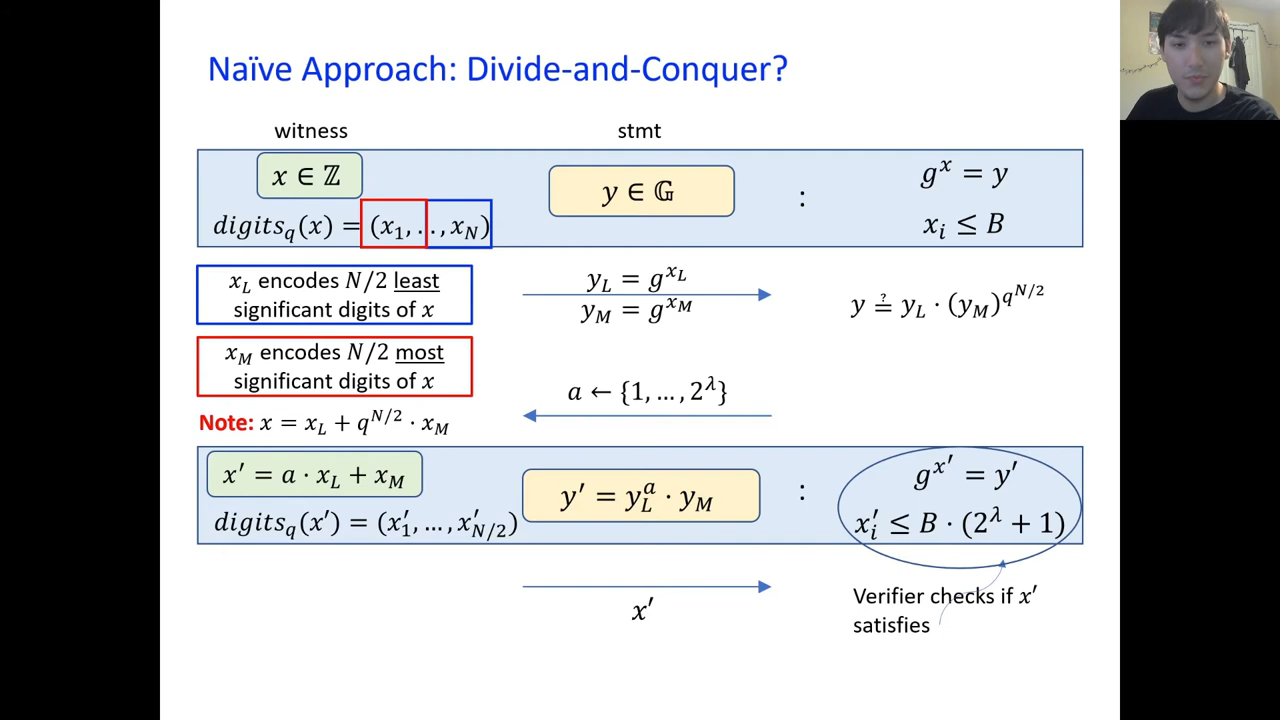 Naïve Approach: Divide-and-Conquer?
witness
stmt
x ∈ ℤ
digits_q(x) = (x_1, …, x_N)
y ∈ 𝔾
:
g^x = y
x_i ≤ B
x_L encodes N/2 least
significant digits of x
y_L = g^{x_L}
y_M = g^{x_M}
y ≟ y_L · (y_M)^{q^{N/2}}
x_M encodes N/2 most
significant digits of x
a ← {1, …, 2^λ}
Note: x = x_L + q^{N/2} · x_M
x′ = a · x_L + x_M
digits_q(x′) = (x′_1, …, x′_{N/2})
y′ = y_L^a · y_M
:
g^{x′} = y′
x′_i ≤ B · (2^λ + 1)
x′
Verifier checks if x′
satisfies